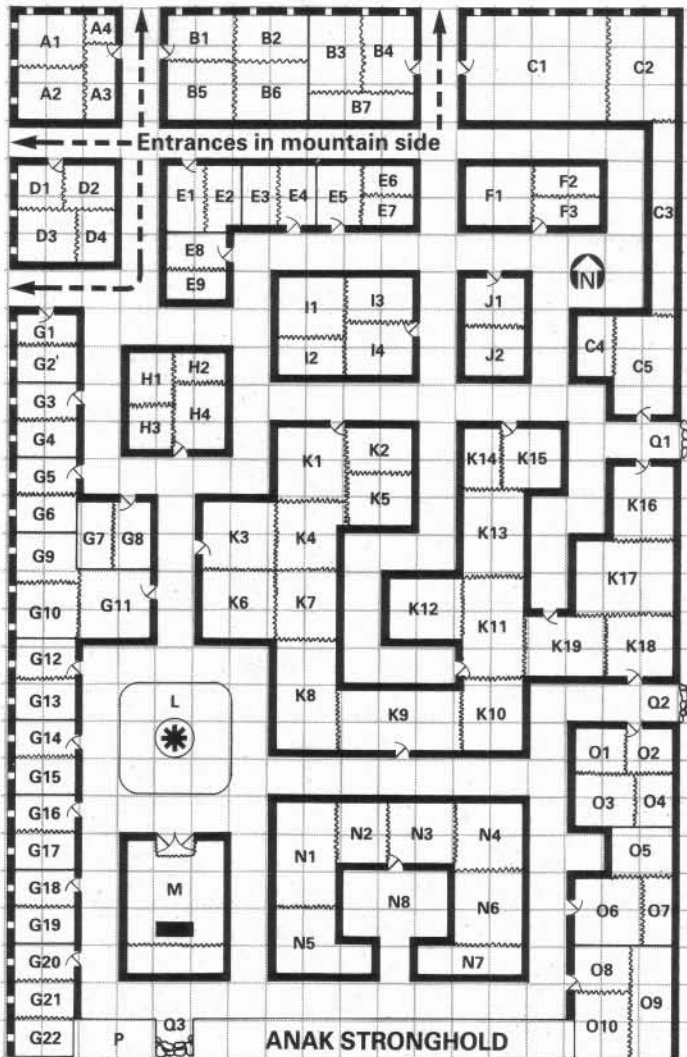 A1 A4 B1 B2 B3 B4 C1 C2
A2 A3 B5 B6 B7
Entrances in mountain side
D1 D2 E1 E2 E3 E4 E5 E6 F1 F2
E7 F3 C3
D3 D4 E8
E9 N
G1 I1 I3 J1
G2' H1 H2 I2 I4 J2 C4 C5
G3 H3 H4
G4 K1 K2 K14 K15 Q1
G5 K5 K16
G6 G7 G8 K3 K4 K13
G9 K17
G10 G11 K6 K7 K12 K11
G12 K19 K18
G13 L K8 K9 K10 Q2
G14 O1 O2
G15 O3 O4
G16 N1 N2 N3 N4
G17 O5
G18 M N8 N6 O6 O7
G19 N5
G20 N7 O8
G21 O9
G22 P Q3 ANAK STRONGHOLD O10